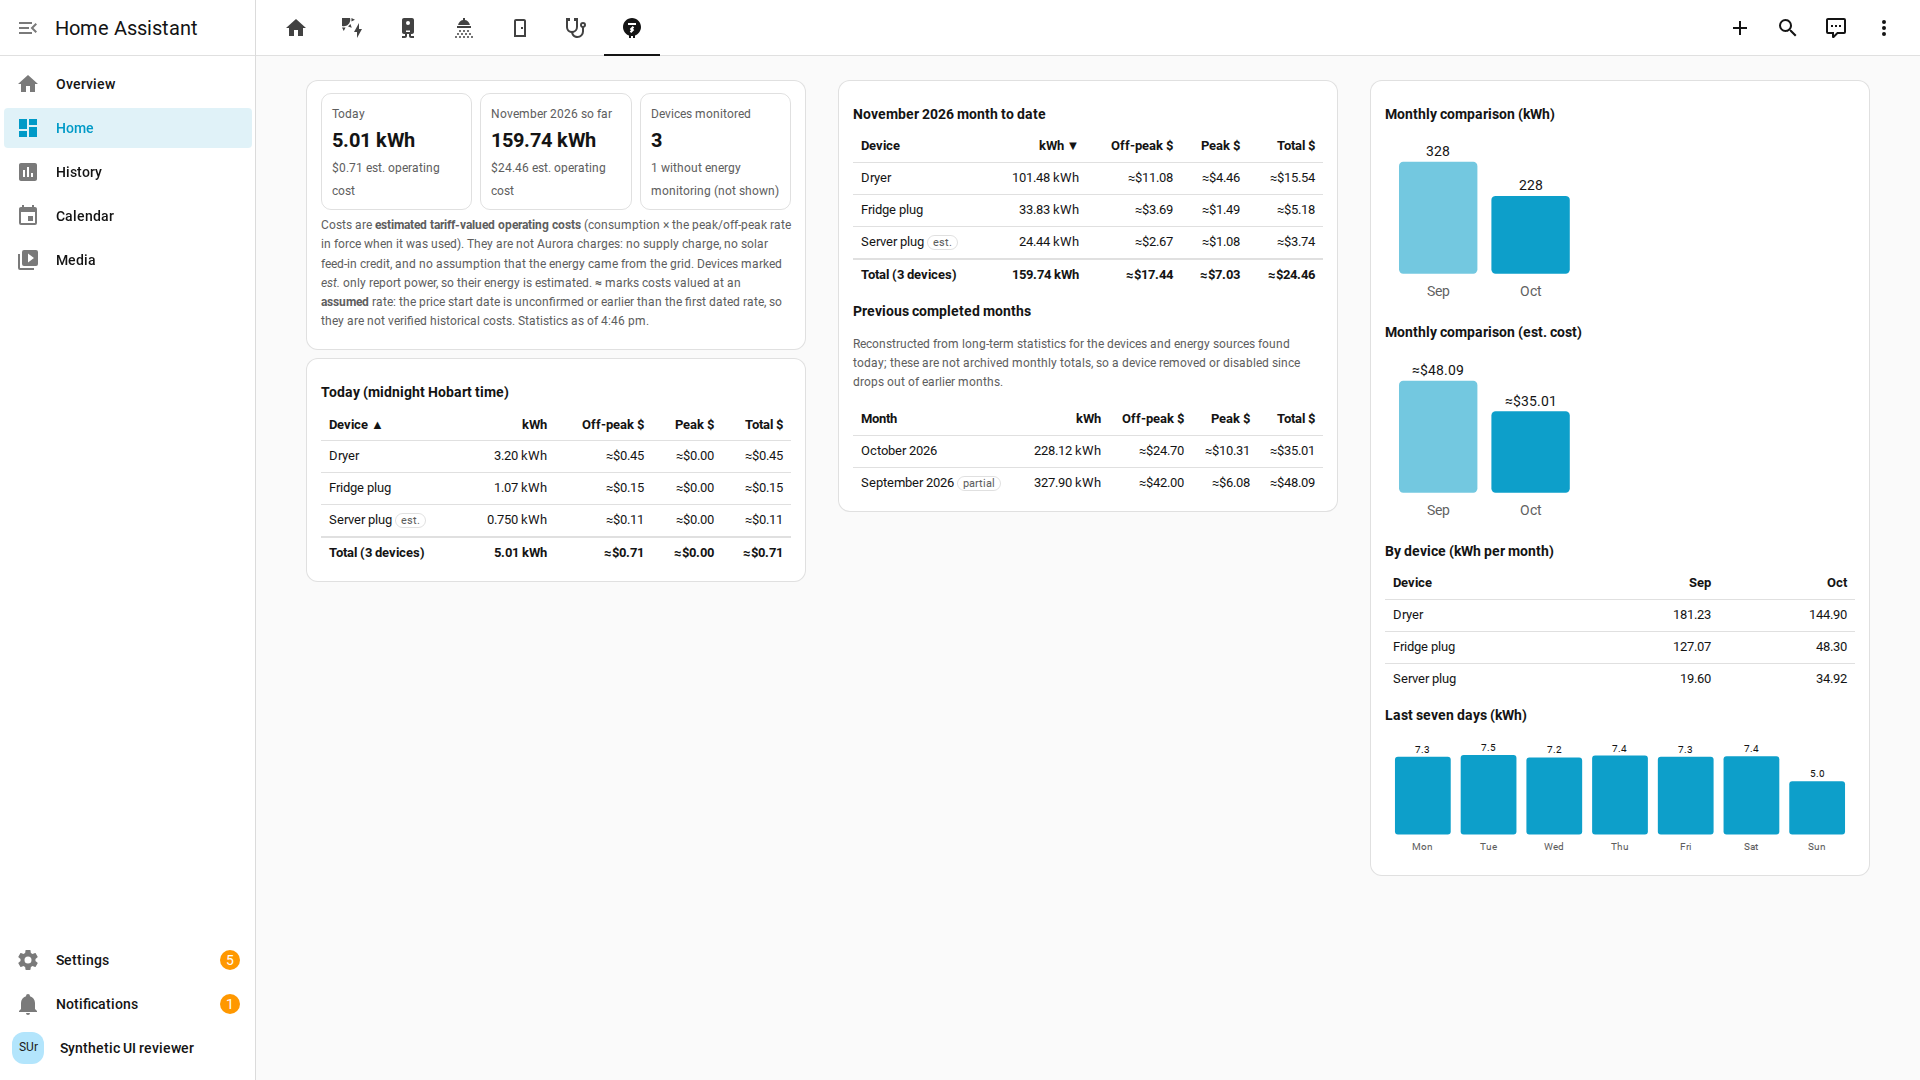 Home Assistant
Overview
Home
History
Calendar
Media
Settings 5
Notifications 1
SUr Synthetic UI reviewer
Today
5.01 kWh
$0.71 est. operating
cost
November 2026 so far
159.74 kWh
$24.46 est. operating
cost
Devices monitored
3
1 without energy
monitoring (not shown)
Costs are estimated tariff-valued operating costs (consumption × the peak/off-peak rate
in force when it was used). They are not Aurora charges: no supply charge, no solar
feed-in credit, and no assumption that the energy came from the grid. Devices marked
est. only report power, so their energy is estimated. ≈ marks costs valued at an
assumed rate: the price start date is unconfirmed or earlier than the first dated rate, so
they are not verified historical costs. Statistics as of 4:46 pm.
Today (midnight Hobart time)
Device ▲ kWh Off-peak $ Peak $ Total $
Dryer 3.20 kWh ≈$0.45 ≈$0.00 ≈$0.45
Fridge plug 1.07 kWh ≈$0.15 ≈$0.00 ≈$0.15
Server plug est. 0.750 kWh ≈$0.11 ≈$0.00 ≈$0.11
Total (3 devices) 5.01 kWh ≈$0.71 ≈$0.00 ≈$0.71
November 2026 month to date
Device kWh ▼ Off-peak $ Peak $ Total $
Dryer 101.48 kWh ≈$11.08 ≈$4.46 ≈$15.54
Fridge plug 33.83 kWh ≈$3.69 ≈$1.49 ≈$5.18
Server plug est. 24.44 kWh ≈$2.67 ≈$1.08 ≈$3.74
Total (3 devices) 159.74 kWh ≈$17.44 ≈$7.03 ≈$24.46
Previous completed months
Reconstructed from long-term statistics for the devices and energy sources found
today; these are not archived monthly totals, so a device removed or disabled since
drops out of earlier months.
Month kWh Off-peak $ Peak $ Total $
October 2026 228.12 kWh ≈$24.70 ≈$10.31 ≈$35.01
September 2026 partial 327.90 kWh ≈$42.00 ≈$6.08 ≈$48.09
Monthly comparison (kWh)
328
228
Sep Oct
Monthly comparison (est. cost)
≈$48.09
≈$35.01
Sep Oct
By device (kWh per month)
Device Sep Oct
Dryer 181.23 144.90
Fridge plug 127.07 48.30
Server plug 19.60 34.92
Last seven days (kWh)
7.3 7.5 7.2 7.4 7.3 7.4 5.0
Mon Tue Wed Thu Fri Sat Sun